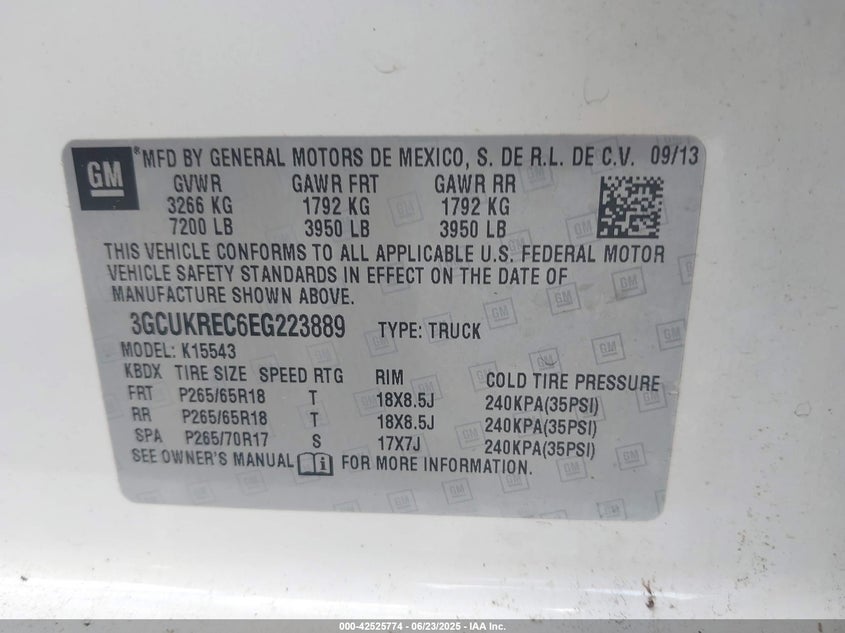 GM
*MFD BY GENERAL MOTORS DE MEXICO, S. DE R.L. DE C.V. 09/13
GVWR GAWR FRT GAWR RR
3266 KG 1792 KG 1792 KG
7200 LB 3950 LB 3950 LB
THIS VEHICLE CONFORMS TO ALL APPLICABLE U.S. FEDERAL MOTOR
VEHICLE SAFETY STANDARDS IN EFFECT ON THE DATE OF
MANUFACTURE SHOWN ABOVE.
3GCUKREC6EG223889 TYPE: TRUCK
MODEL: K15543
KBDX TIRE SIZE SPEED RTG RIM COLD TIRE PRESSURE
FRT P265/65R18 T 18X8.5J 240KPA(35PSI)
RR P265/65R18 T 18X8.5J 240KPA(35PSI)
SPA P265/70R17 S 17X7J 240KPA(35PSI)
SEE OWNER'S MANUAL FOR MORE INFORMATION.
000-42525774 - 06/23/2025 - IAA Inc.